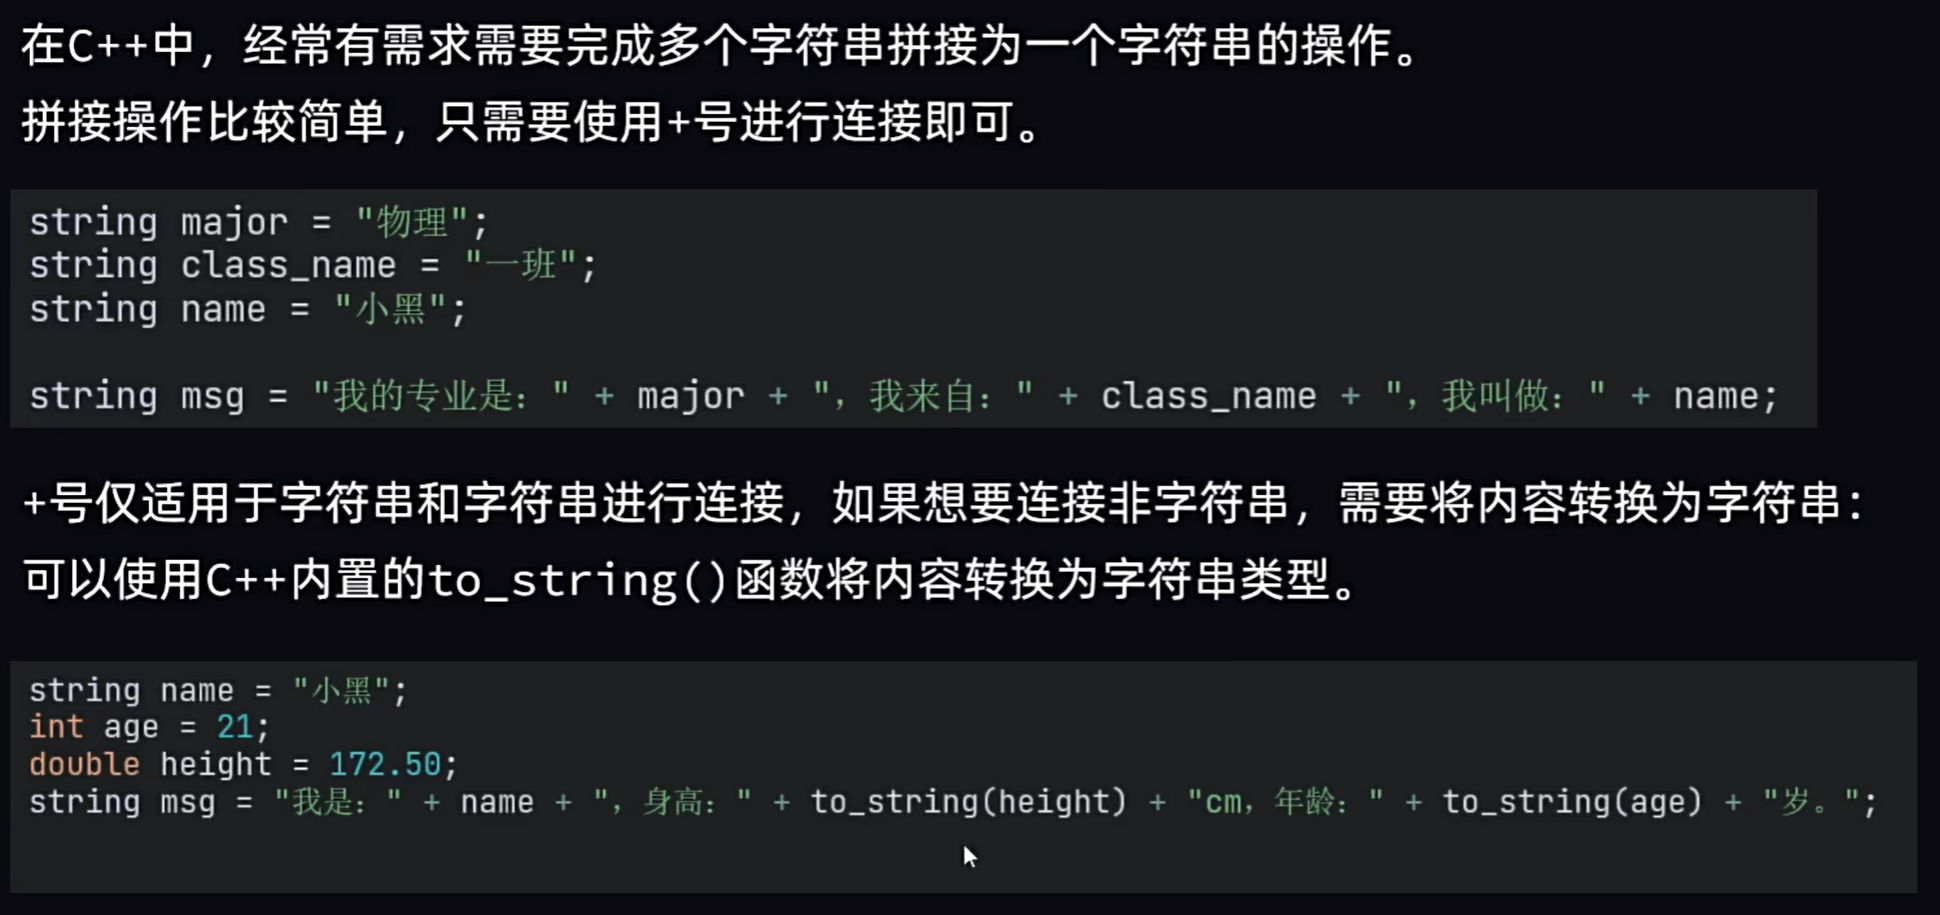 在C++中，经常有需求需要完成多个字符串拼接为一个字符串的操作。
拼接操作比较简单，只需要使用+号进行连接即可。
string major = "物理";
string class_name = "一班";
string name = "小黑";
string msg = "我的专业是：" + major + "，我来自：" + class_name + "，我叫做：" + name;
+号仅适用于字符串和字符串进行连接，如果想要连接非字符串，需要将内容转换为字符串：
可以使用C++内置的to_string()函数将内容转换为字符串类型。
string name = "小黑";
int age = 21;
double height = 172.50;
string msg = "我是：" + name + "，身高：" + to_string(height) + "cm，年龄：" + to_string(age) + "岁。";